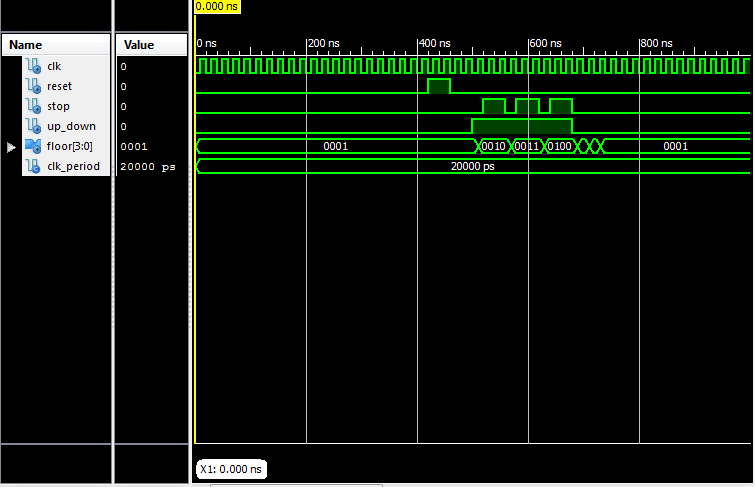 0.000 ns
Name Value
0 ns 200 ns 400 ns 600 ns 800 ns
clk 0
reset 0
stop 0
up_down 0
floor[3:0] 0001 0001 0010 0011 0100 0001
clk_period 20000 ps 20000 ps
X1: 0.000 ns